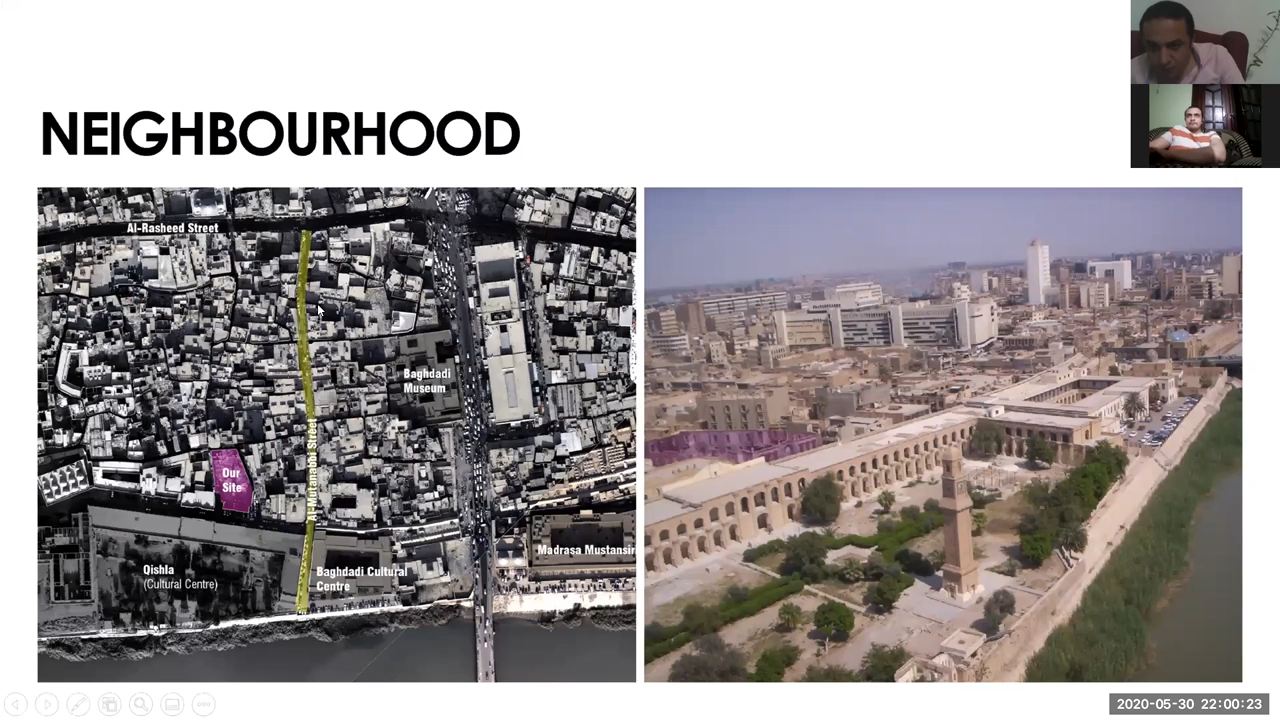 NEIGHBOURHOOD
Al-Rasheed Street
Baghdadi
Museum
Our
Site
Al-Mutanabbi Street
Madrasa Mustansir
Qishla
(Cultural Centre)
Baghdadi Cultural
Centre
2020-05-30 22:00:23